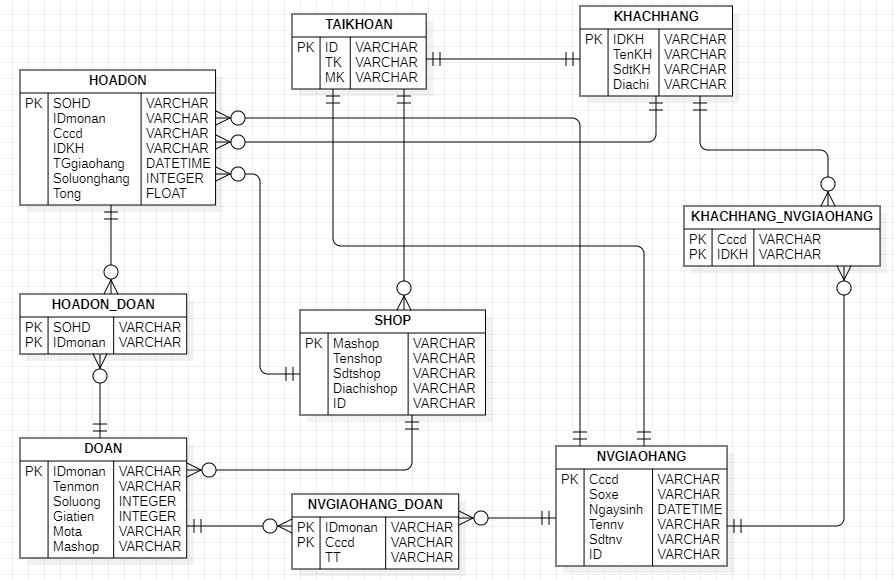 TAIKHOAN
PK ID VARCHAR
TK VARCHAR
MK VARCHAR
KHACHHANG
PK IDKH VARCHAR
TenKH VARCHAR
SdtKH VARCHAR
Diachi VARCHAR
HOADON
PK SOHD VARCHAR
IDmonan VARCHAR
Cccd VARCHAR
IDKH VARCHAR
TGgiaohang DATETIME
Soluonghang INTEGER
Tong FLOAT
KHACHHANG_NVGIAOHANG
PK Cccd VARCHAR
PK IDKH VARCHAR
HOADON_DOAN
PK SOHD VARCHAR
PK IDmonan VARCHAR
SHOP
PK Mashop VARCHAR
Tenshop VARCHAR
Sdtshop VARCHAR
Diachishop VARCHAR
ID VARCHAR
DOAN
PK IDmonan VARCHAR
Tenmon VARCHAR
Soluong INTEGER
Giatien INTEGER
Mota VARCHAR
Mashop VARCHAR
NVGIAOHANG_DOAN
PK IDmonan VARCHAR
PK Cccd VARCHAR
TT VARCHAR
NVGIAOHANG
PK Cccd VARCHAR
Soxe VARCHAR
Ngaysinh DATETIME
Tennv VARCHAR
Sdtnv VARCHAR
ID VARCHAR